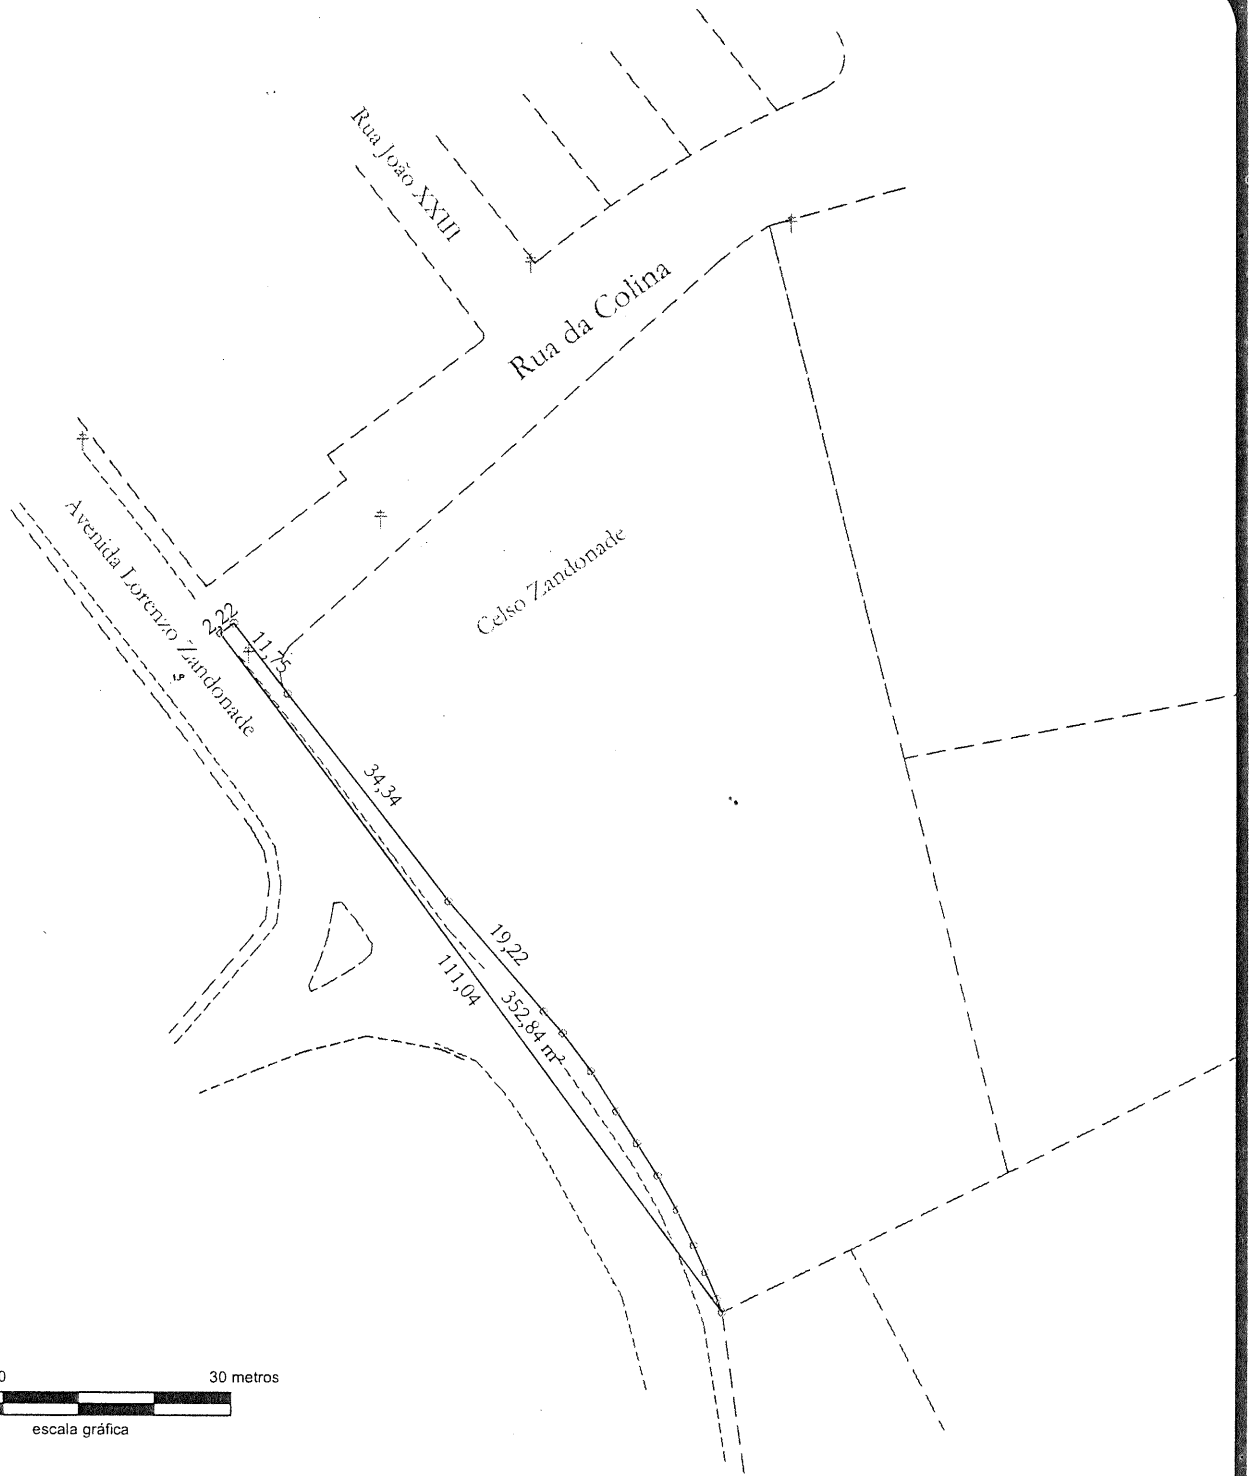 Rua João XXIII
Rua da Colina
Avenida Lorenzo Zandonade
Celso Zandonade
2,22
11,75
34,34
19,22
111,04
352,84 m²
0
30 metros
escala gráfica